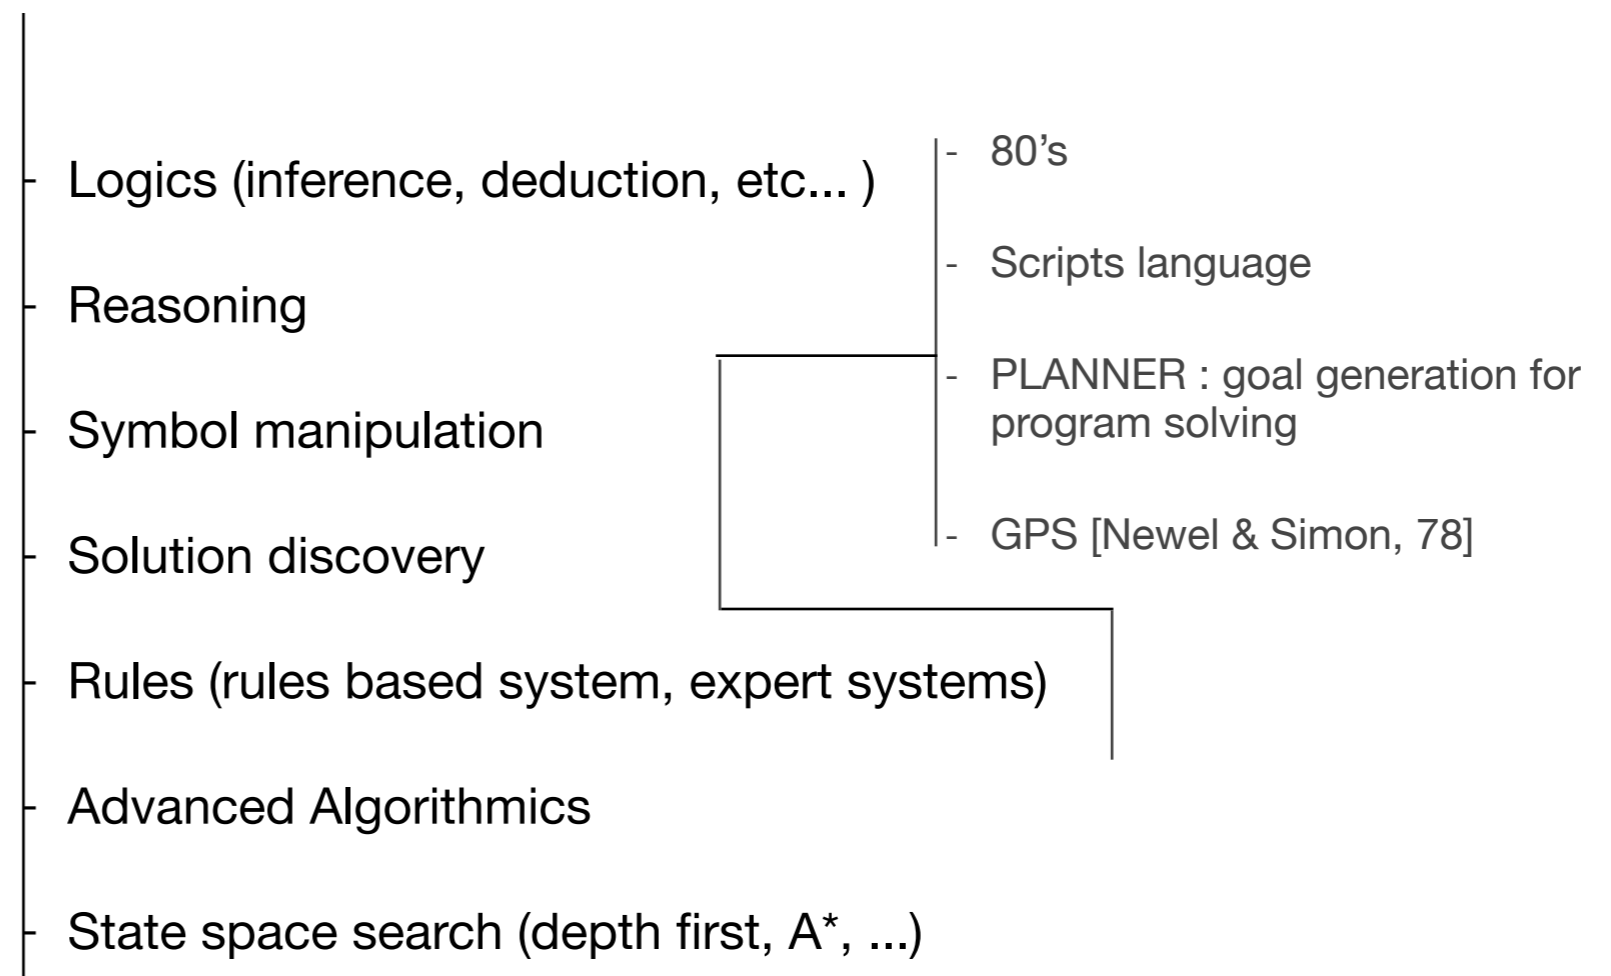 - Logics (inference, deduction, etc... )
- Reasoning
- Symbol manipulation
- Solution discovery
- Rules (rules based system, expert systems)
- Advanced Algorithmics
- State space search (depth first, A*, ...)
- 80’s
- Scripts language
- PLANNER : goal generation for
program solving
- GPS [Newel & Simon, 78]